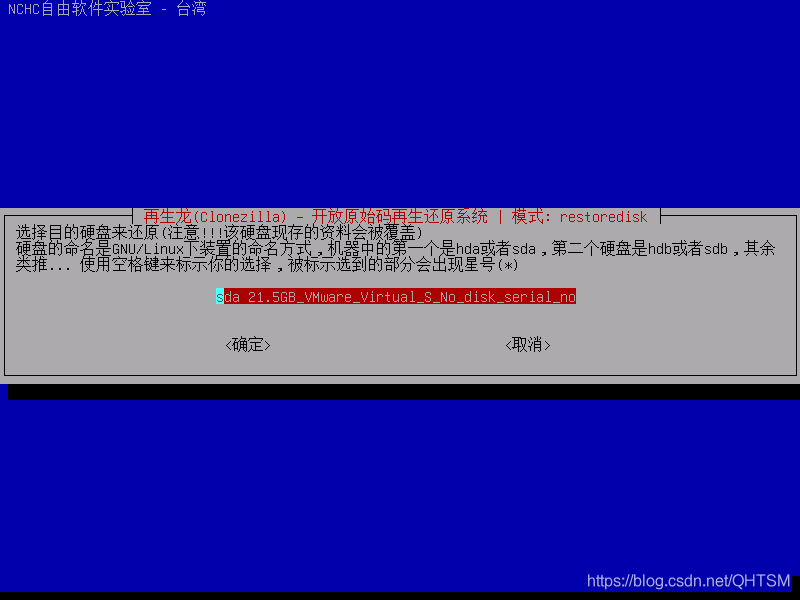 NCHC自由软件实验室 - 台湾
再生龙(Clonezilla) - 开放原始码再生还原系统 | 模式: restoredisk
选择目的硬盘来还原(注意!!!该硬盘现存的资料会被覆盖)
硬盘的命名是GNU/Linux下装置的命名方式,机器中的第一个是hda或者sda,第二个硬盘是hdb或者sdb,其余
类推... 使用空格键来标示你的选择,被标示选到的部分会出现星号(*)
sda 21.5GB_VMware_Virtual_S_No_disk_serial_no
<确定> <取消>
https://blog.csdn.net/QHTSM